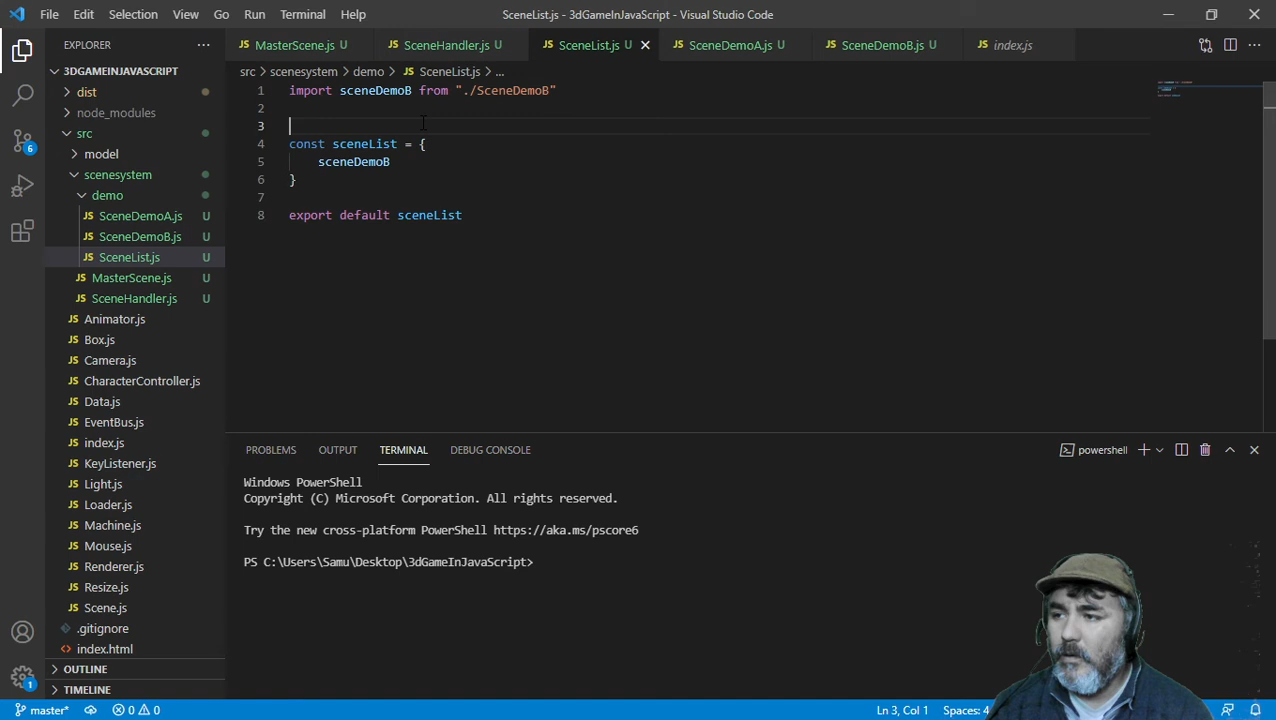 File Edit Selection View Go Run Terminal Help SceneList.js - 3dGameInJavaScript - Visual Studio Code
EXPLORER ...
JS MasterScene.js U JS SceneHandler.js U JS SceneList.js U JS SceneDemoA.js U JS SceneDemoB.js U JS index.js
3DGAMEINJAVASCRIPT
dist
node_modules
src
model
scenesystem
demo
JS SceneDemoA.js U
JS SceneDemoB.js U
JS SceneList.js U
JS MasterScene.js U
JS SceneHandler.js U
JS Animator.js
JS Box.js
JS Camera.js
JS CharacterController.js
JS Data.js
JS EventBus.js
JS index.js
JS KeyListener.js
JS Light.js
JS Loader.js
JS Machine.js
JS Mouse.js
JS Renderer.js
JS Resize.js
JS Scene.js
.gitignore
<> index.html
OUTLINE
TIMELINE
6
1
src > scenesystem > demo > JS SceneList.js > ...
1 import sceneDemoB from "./SceneDemoB"
2
3
4 const sceneList = {
5 sceneDemoB
6 }
7
8 export default sceneList
PROBLEMS OUTPUT TERMINAL DEBUG CONSOLE powershell
Windows PowerShell
Copyright (C) Microsoft Corporation. All rights reserved.
Try the new cross-platform PowerShell https://aka.ms/pscore6
PS C:\Users\Samu\Desktop\3dGameInJavaScript>
master* 0 0 Ln 3, Col 1 Spaces: 4